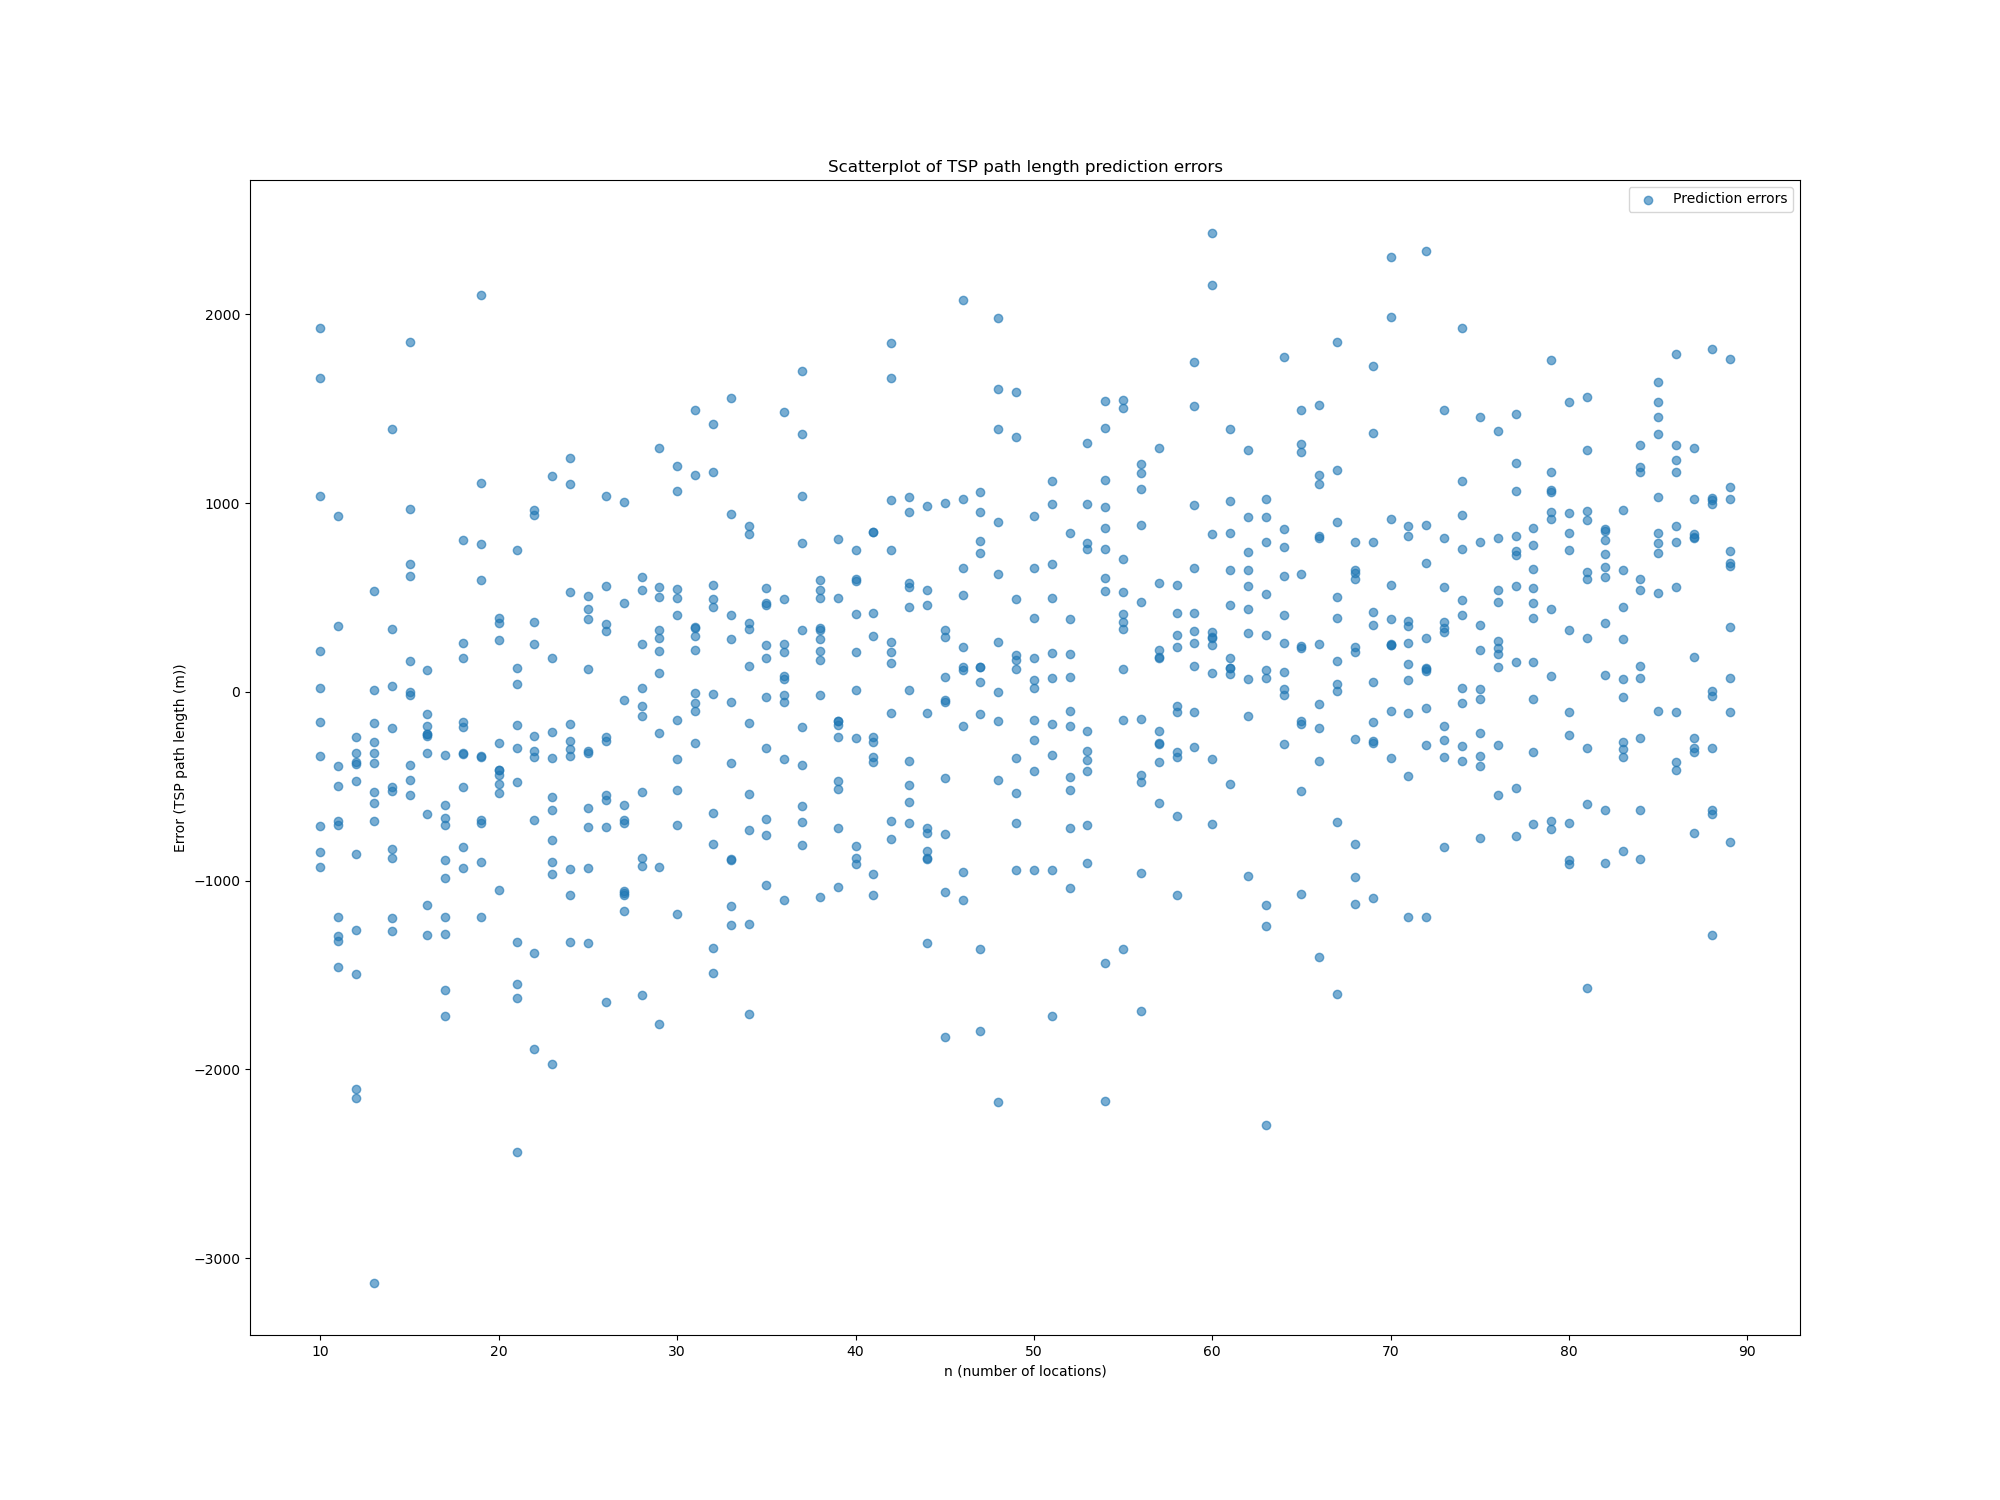 Scatterplot of TSP path length prediction errors
Prediction errors
Error (TSP path length (m))
2000
1000
0
−1000
−2000
−3000
10 20 30 40 50 60 70 80 90
n (number of locations)